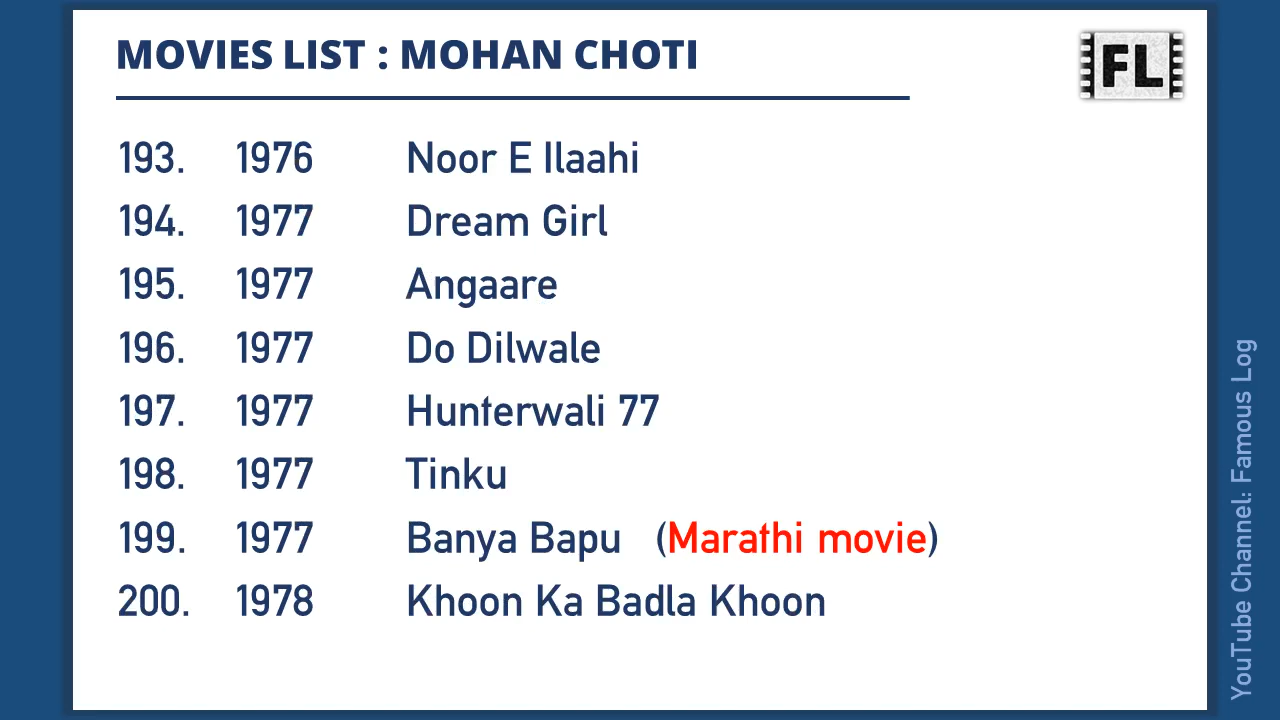 MOVIES LIST : MOHAN CHOTI
FL
193. 1976 Noor E Ilaahi
194. 1977 Dream Girl
195. 1977 Angaare
196. 1977 Do Dilwale
197. 1977 Hunterwali 77
198. 1977 Tinku
199. 1977 Banya Bapu (Marathi movie)
200. 1978 Khoon Ka Badla Khoon
YouTube Channel: Famous Log